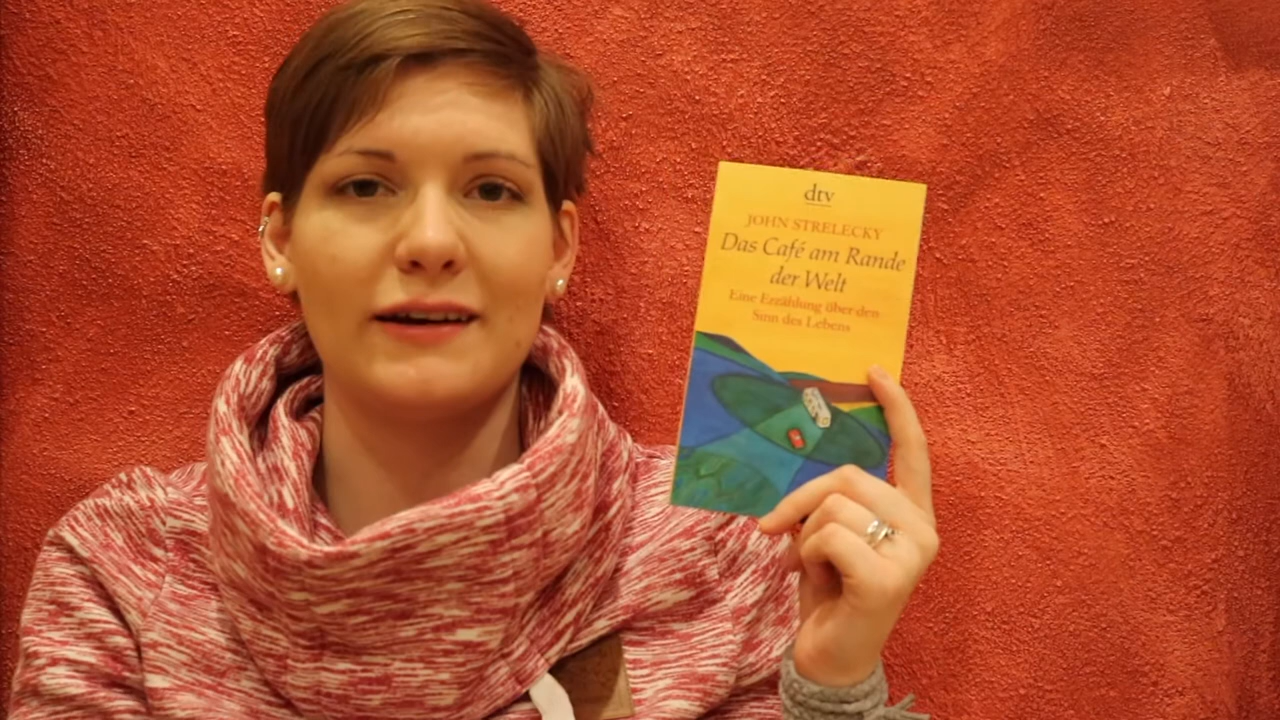 dtv
JOHN STRELECKY
Das Café am Rande
der Welt
Eine Erzählung über den
Sinn des Lebens